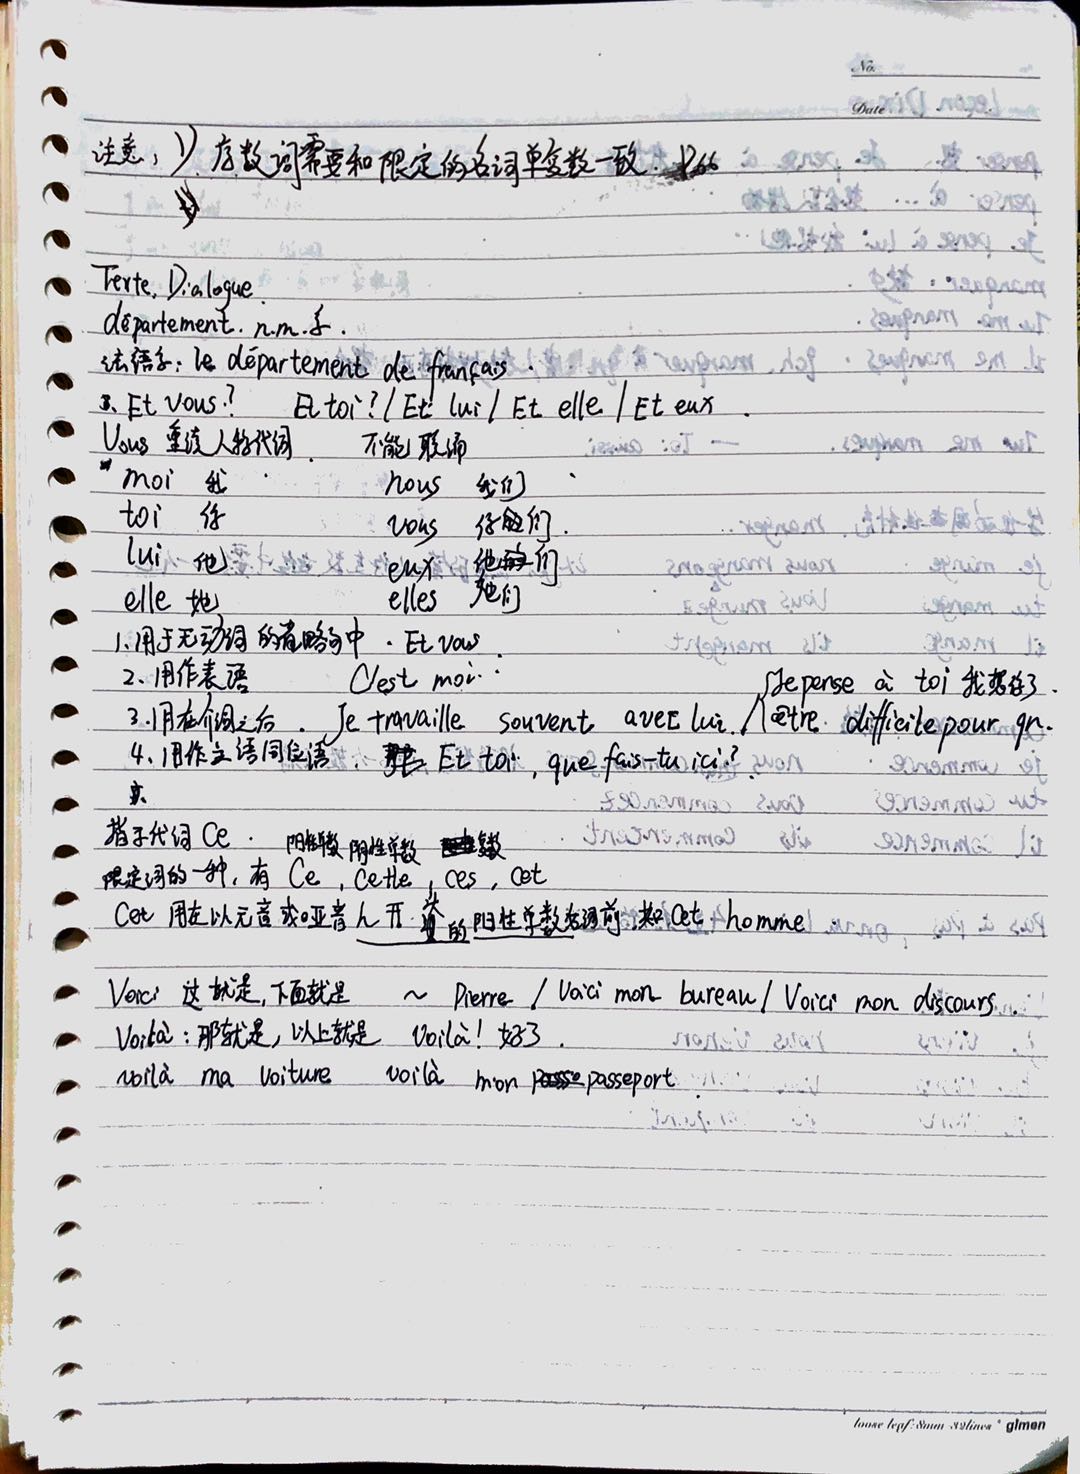 No.
Date
注意，1) 序数词需要和限定的名词单复数一致. P266
Texte. Dialogue.
département. n.m. 系.
法语系: le département de français.
3. Et vous? Et toi? / Et lui / Et elle / Et eux.
Vous 重读人称代词. 不能联诵
moi 我 nous 我们
toi 你 vous 你们.
lui 他 eux 他们
elle 她 elles 她们
1. 用于无动词的省略句中. Et vous.
2. 用作表语 C'est moi.
Je pense à toi 我想你了.
3. 用在介词之后. Je travaille souvent avec lui. / être difficile pour qn.
4. 用作主语同位语. Et toi, que fais-tu ici?
指示代词 Ce. 阳性单数 阴性单数 复数
限定词的一种, 有 Ce, cette, ces, cet
Cet 用在以元音或哑音h开头的阳性单数名词前. 如 Cet homme.
Voici 这就是, 下面就是 ~ Pierre / Voici mon bureau / Voici mon discours.
Voilà: 那就是, 以上就是 Voilà! 好了.
voilà ma voiture voilà mon passeport.
loose leaf: 8mm 32lines glmen